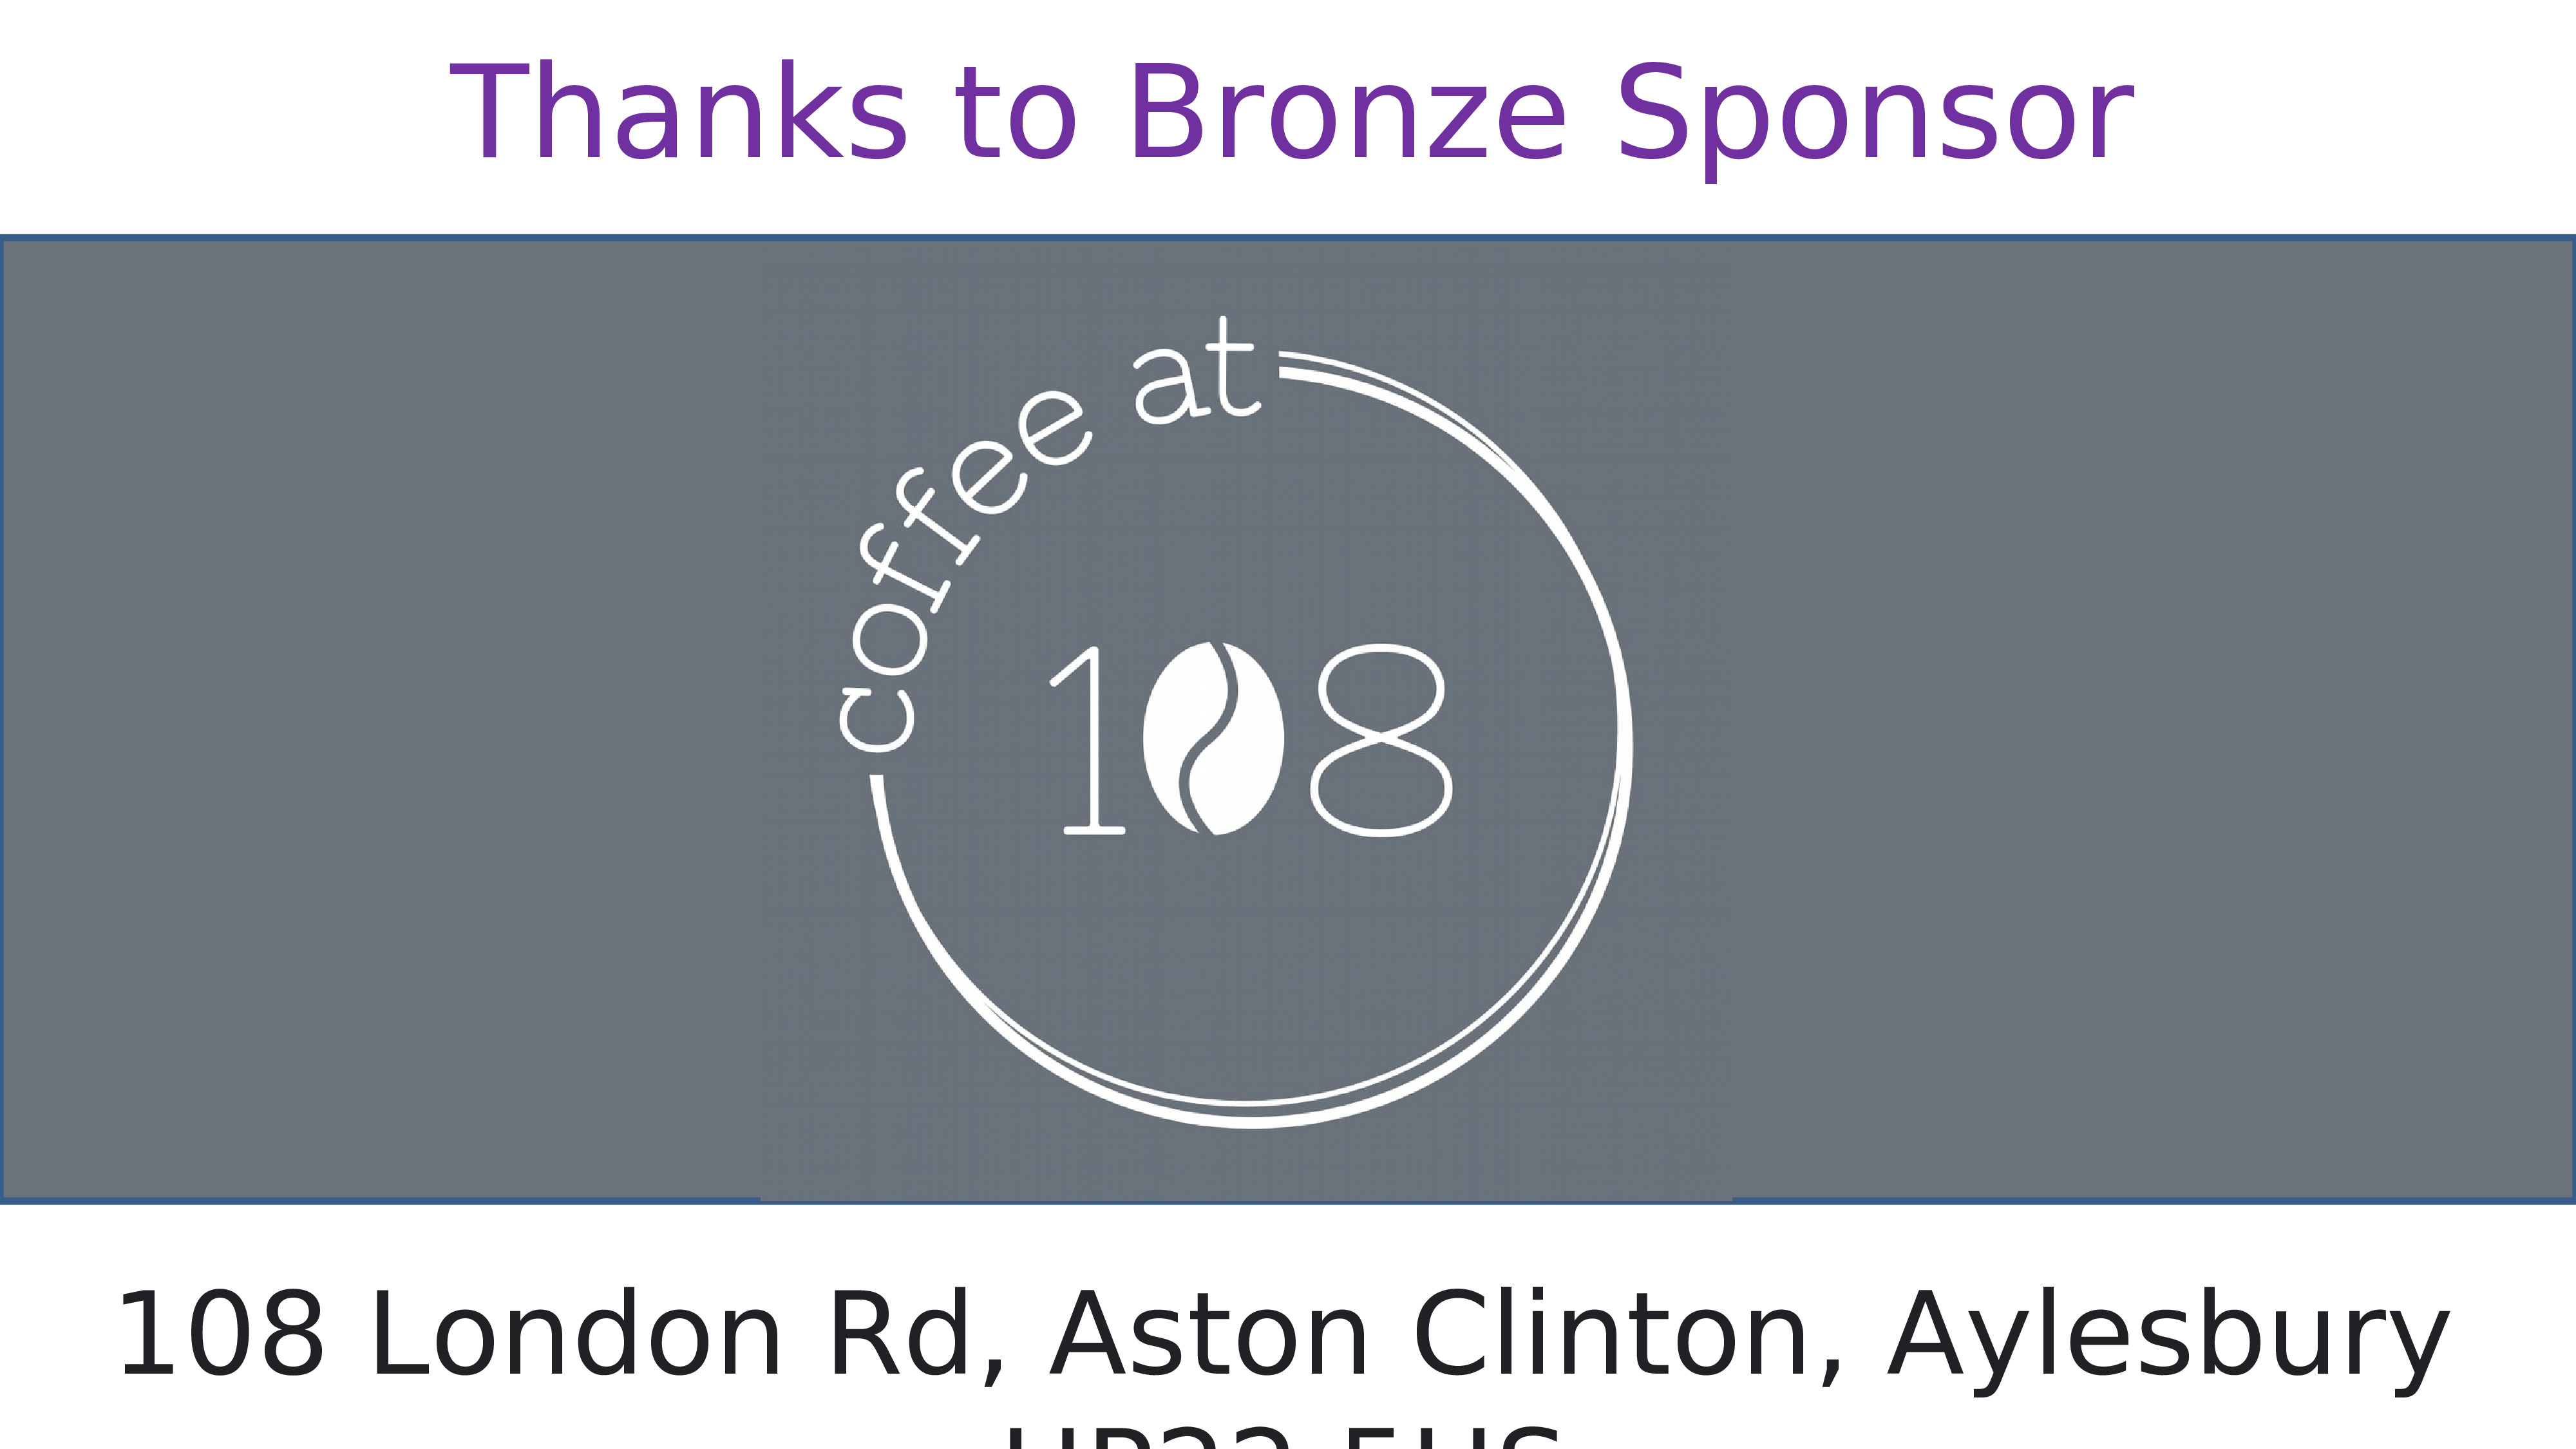 Thanks to Bronze Sponsor
coffee at
108
108 London Rd, Aston Clinton, Aylesbury